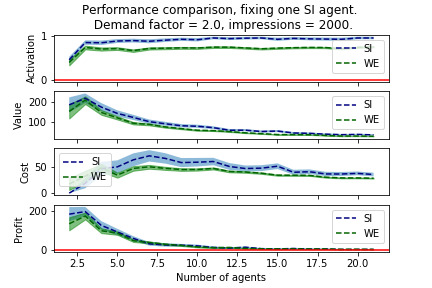 Performance comparison, fixing one SI agent.
Demand factor = 2.0, impressions = 2000.
Activation
1
0
SI
WE
Value
200
100
SI
WE
Cost
50
0
SI
WE
Profit
200
0
SI
WE
2.5 5.0 7.5 10.0 12.5 15.0 17.5 20.0
Number of agents